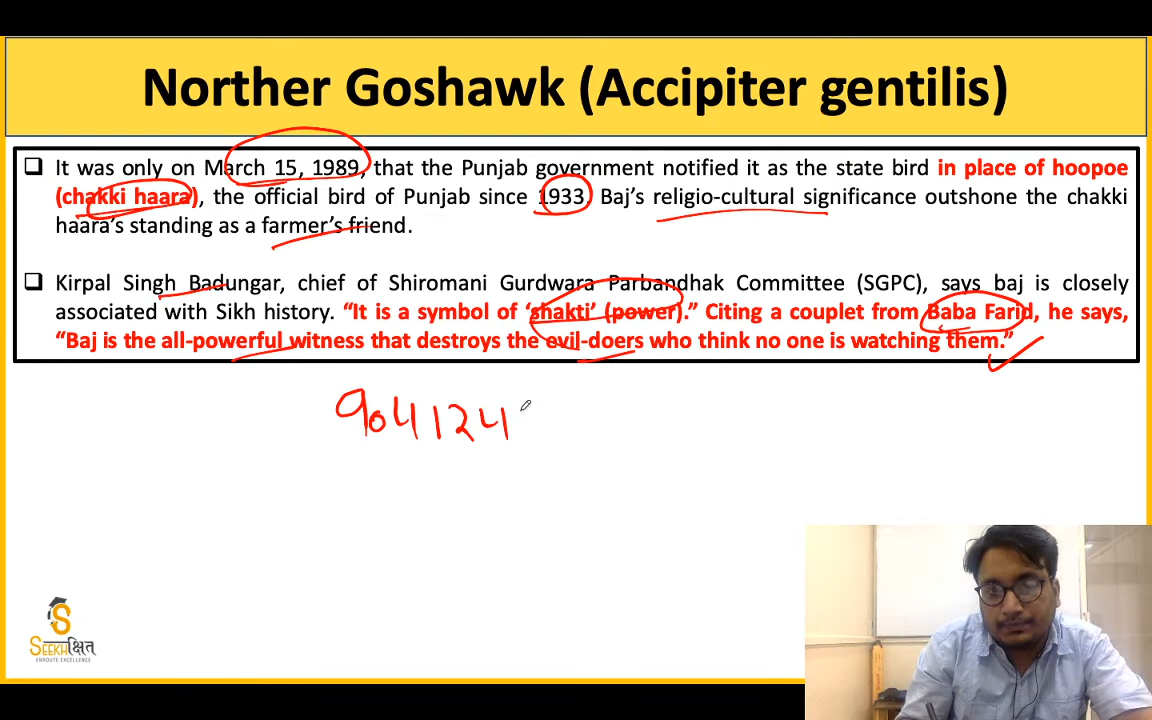 Norther Goshawk (Accipiter gentilis)
It was only on March 15, 1989, that the Punjab government notified it as the state bird in place of hoopoe
(chakki haara), the official bird of Punjab since 1933. Baj’s religio-cultural significance outshone the chakki
haara’s standing as a farmer’s friend.
Kirpal Singh Badungar, chief of Shiromani Gurdwara Parbandhak Committee (SGPC), says baj is closely
associated with Sikh history. “It is a symbol of ‘shakti’ (power).” Citing a couplet from Baba Farid, he says,
“Baj is the all-powerful witness that destroys the evil-doers who think no one is watching them.”
904124
S
SEEKHक्षित
ENROUTE EXCELLENCE